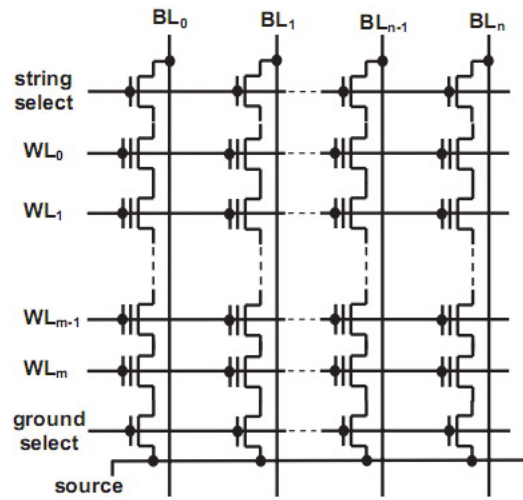 BL0 BL1 BLn-1 BLn
string
select
WL0
WL1
WLm-1
WLm
ground
select
source